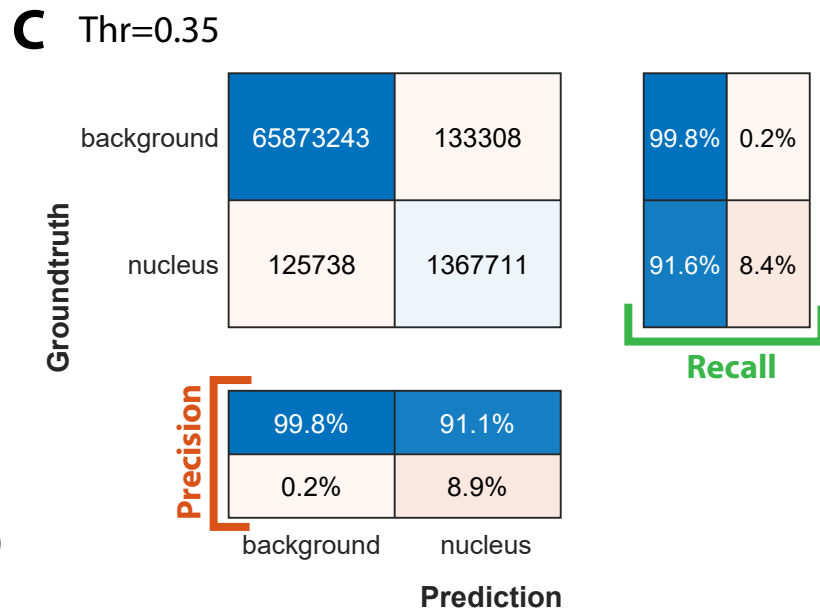 C Thr=0.35
background 65873243 133308 99.8% 0.2%
Groundtruth
nucleus 125738 1367711 91.6% 8.4%
Recall
Precision
99.8% 91.1%
0.2% 8.9%
background nucleus
Prediction